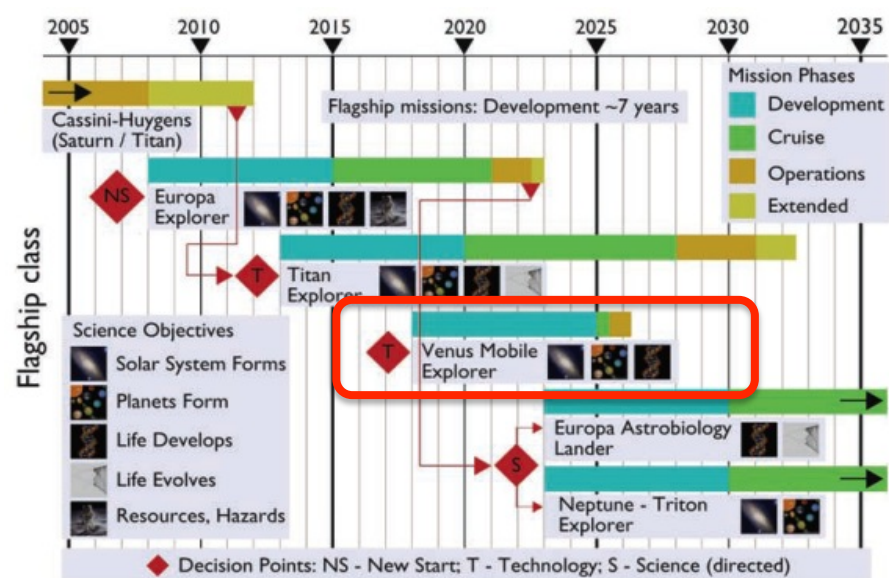 2005 2010 2015 2020 2025 2030 2035
Mission Phases
Development
Cruise
Operations
Extended
Flagship missions: Development ~7 years
Cassini-Huygens
(Saturn / Titan)
NS
Europa
Explorer
Flagship class
T
Titan
Explorer
T
Venus Mobile
Explorer
Science Objectives
Solar System Forms
Planets Form
Life Develops
Life Evolves
Resources, Hazards
S
Europa Astrobiology
Lander
Neptune - Triton
Explorer
Decision Points: NS - New Start; T - Technology; S - Science (directed)